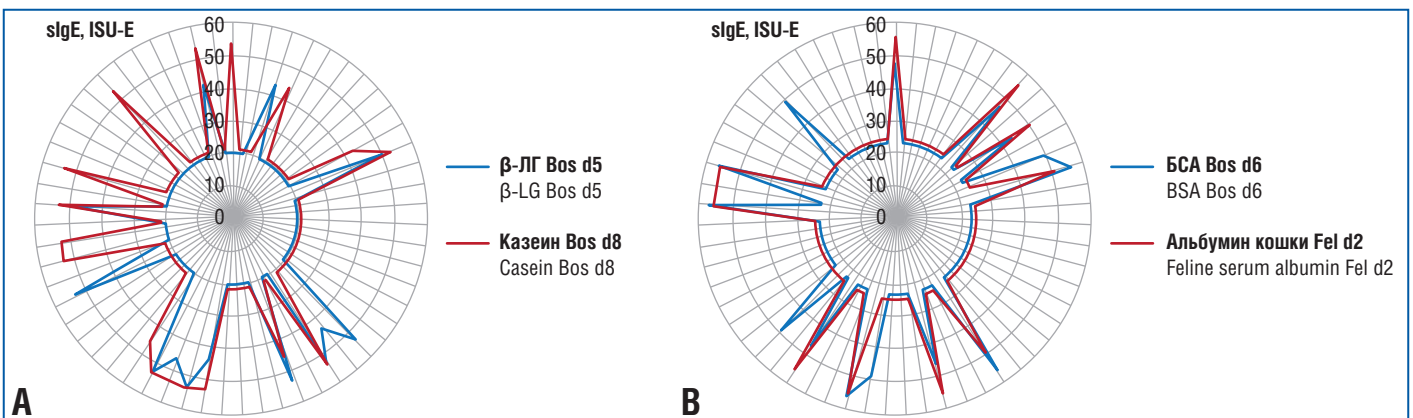 sIgE, ISU-E
60
50
40
30
20
10
0
β-ЛГ Bos d5
β-LG Bos d5
Казеин Bos d8
Casein Bos d8
A
sIgE, ISU-E
60
50
40
30
20
10
0
БСА Bos d6
BSA Bos d6
Альбумин кошки Fel d2
Feline serum albumin Fel d2
B